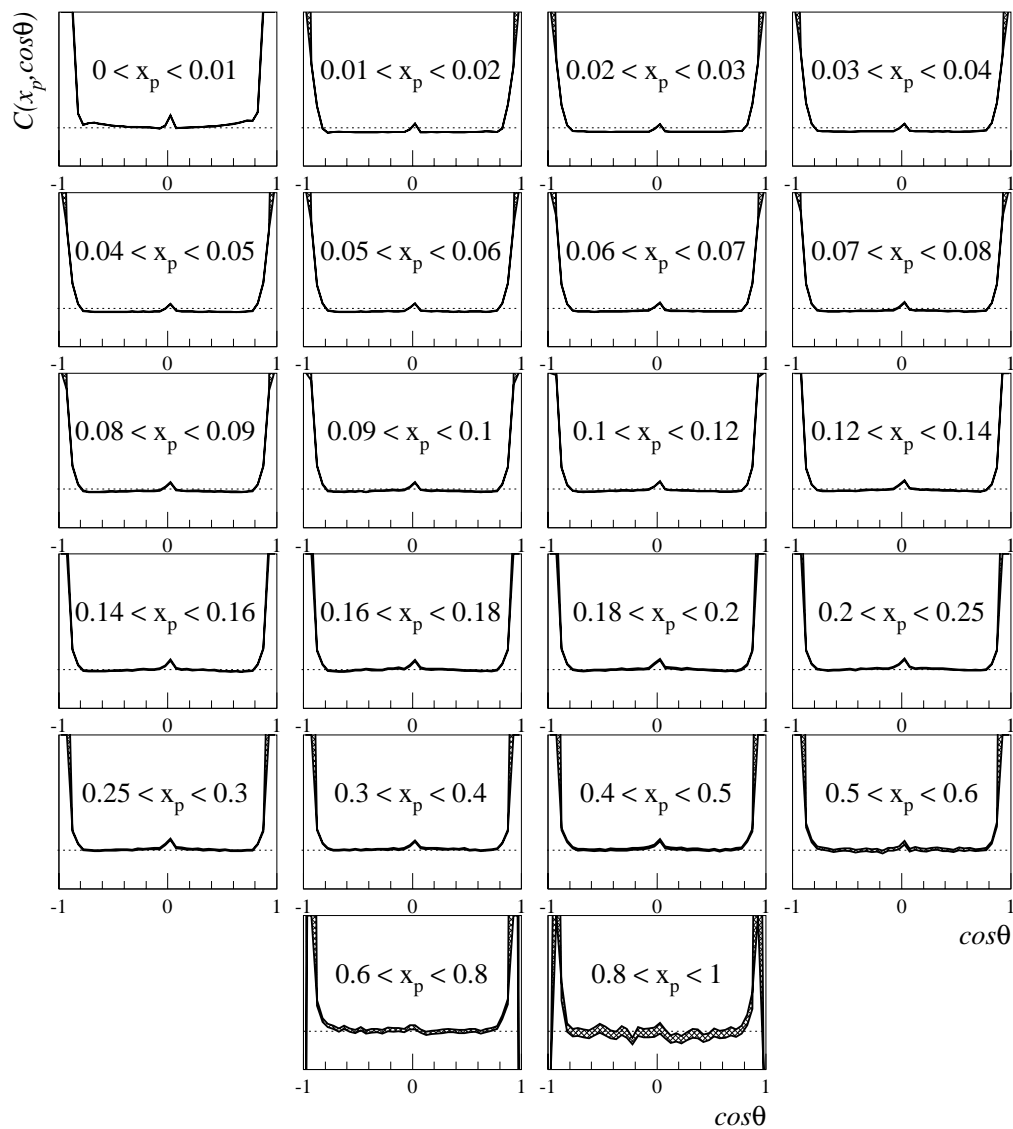 C(x_p,cosθ)
0 < x_p < 0.01
0.01 < x_p < 0.02
0.02 < x_p < 0.03
0.03 < x_p < 0.04
-1 0 1
-1 0 1
-1 0 1
-1 0 1
0.04 < x_p < 0.05
0.05 < x_p < 0.06
0.06 < x_p < 0.07
0.07 < x_p < 0.08
-1 0 1
-1 0 1
-1 0 1
-1 0 1
0.08 < x_p < 0.09
0.09 < x_p < 0.1
0.1 < x_p < 0.12
0.12 < x_p < 0.14
-1 0 1
-1 0 1
-1 0 1
-1 0 1
0.14 < x_p < 0.16
0.16 < x_p < 0.18
0.18 < x_p < 0.2
0.2 < x_p < 0.25
-1 0 1
-1 0 1
-1 0 1
-1 0 1
0.25 < x_p < 0.3
0.3 < x_p < 0.4
0.4 < x_p < 0.5
0.5 < x_p < 0.6
-1 0 1
-1 0 1
-1 0 1
-1 0 1
cosθ
0.6 < x_p < 0.8
0.8 < x_p < 1
-1 0 1
-1 0 1
cosθ